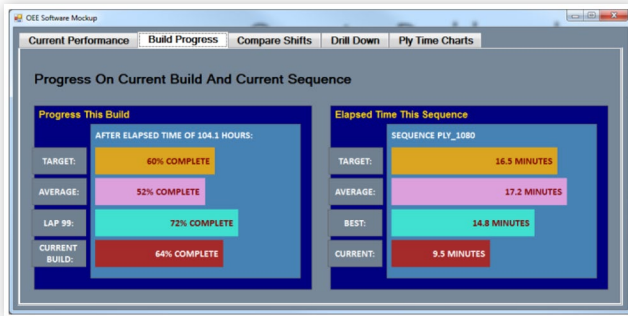 OEE Software Mockup
Current Performance Build Progress Compare Shifts Drill Down Ply Time Charts
Progress On Current Build And Current Sequence
Progress This Build
AFTER ELAPSED TIME OF 104.1 HOURS:
TARGET: 60% COMPLETE
AVERAGE: 52% COMPLETE
LAP 99: 72% COMPLETE
CURRENT
BUILD: 64% COMPLETE
Elapsed Time This Sequence
SEQUENCE PLY_1080
TARGET: 16.5 MINUTES
AVERAGE: 17.2 MINUTES
BEST: 14.8 MINUTES
CURRENT: 9.5 MINUTES